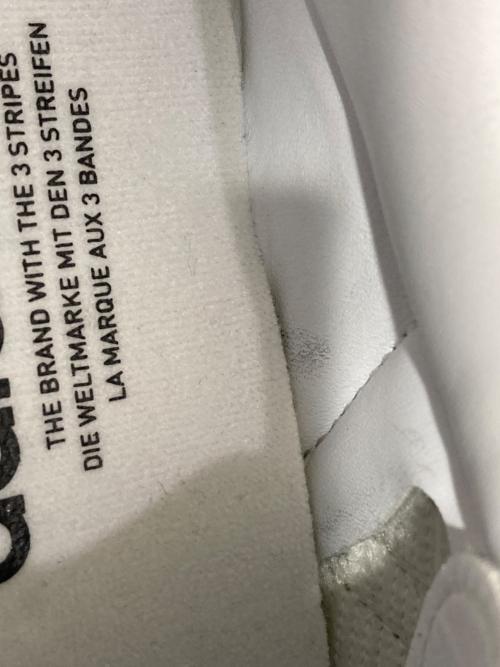 THE BRAND WITH THE 3 STRIPES
DIE WELTMARKE MIT DEN 3 STREIFEN
LA MARQUE AUX 3 BANDES